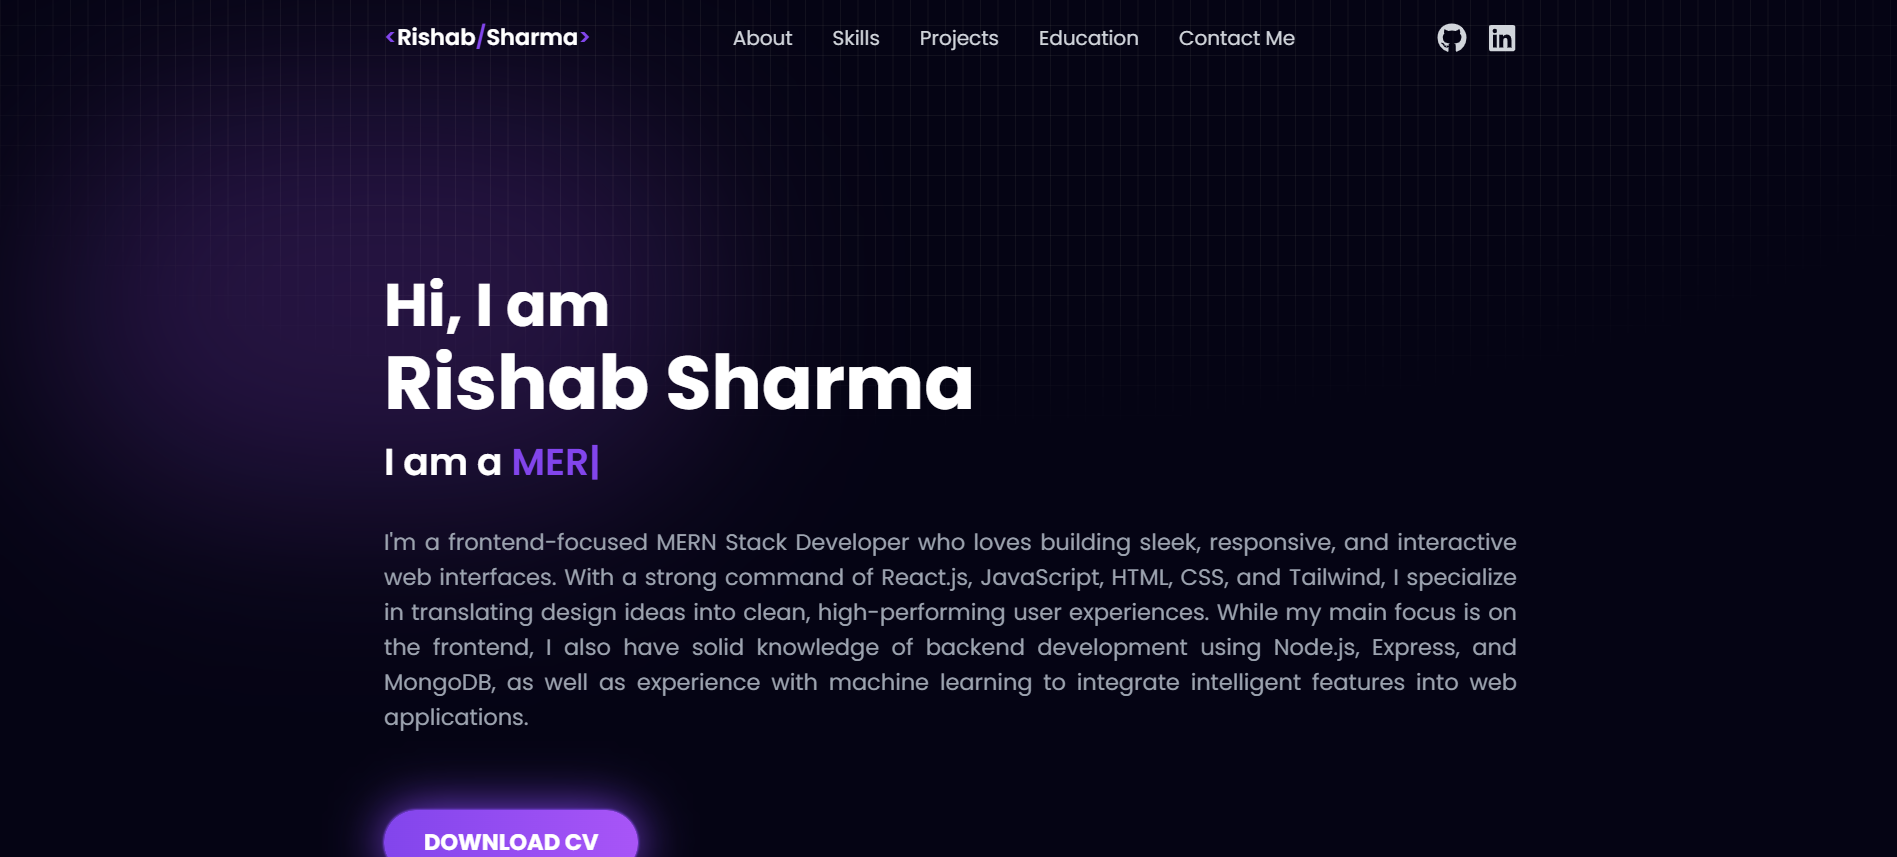 <Rishab/Sharma>
About Skills Projects Education Contact Me
Hi, I am
Rishab Sharma
I am a MER|
I'm a frontend-focused MERN Stack Developer who loves building sleek, responsive, and interactive
web interfaces. With a strong command of React.js, JavaScript, HTML, CSS, and Tailwind, I specialize
in translating design ideas into clean, high-performing user experiences. While my main focus is on
the frontend, I also have solid knowledge of backend development using Node.js, Express, and
MongoDB, as well as experience with machine learning to integrate intelligent features into web
applications.
DOWNLOAD CV